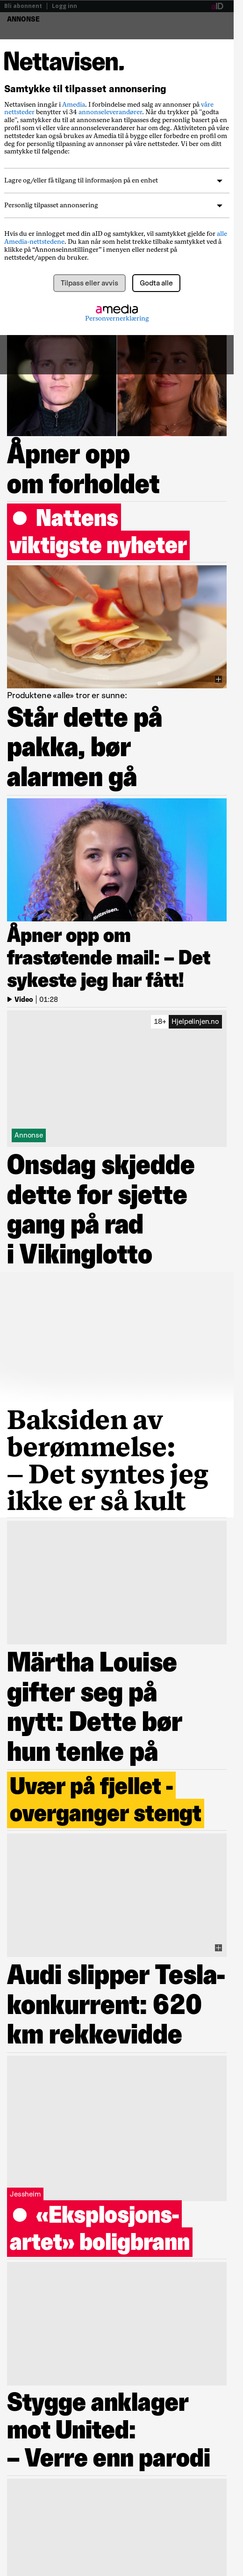 Bli abonnent | Logg inn
aID
ANNONSE
Nettavisen.
Samtykke til tilpasset annonsering
Nettavisen inngår i Amedia. I forbindelse med salg av annonser på våre
nettsteder benytter vi 34 annonseleverandører. Når du trykker på "godta
alle", samtykker du til at annonsene kan tilpasses deg personlig basert på en
profil som vi eller våre annonseleverandører har om deg. Aktiviteten din på våre
nettsteder kan også brukes av Amedia til å bygge eller forbedre en profil om
deg for personlig tilpasning av annonser på våre nettsteder. Vi ber om ditt
samtykke til følgende:
Lagre og/eller få tilgang til informasjon på en enhet
Personlig tilpasset annonsering
Hvis du er innlogget med din aID og samtykker, vil samtykket gjelde for alle
Amedia-nettstedene. Du kan når som helst trekke tilbake samtykket ved å
klikke på “Annonseinnstillinger” i menyen eller nederst på
nettstedet/appen du bruker.
Tilpass eller avvis
Godta alle
amedia
Personvernerklæring
Åpner opp
om forholdet
Nattens
viktigste nyheter
Produktene «alle» tror er sunne:
Står dette på
pakka, bør
alarmen gå
Nettavisen.
Åpner opp om
frastøtende mail: – Det
sykeste jeg har fått!
Video | 01:28
18+ Hjelpelinjen.no
Annonse
Onsdag skjedde
dette for sjette
gang på rad
i Vikinglotto
Baksiden av
berømmelse:
– Det syntes jeg
ikke er så kult
Märtha Louise
gifter seg på
nytt: Dette bør
hun tenke på
Uvær på fjellet -
overganger stengt
Audi slipper Tesla-
konkurrent: 620
km rekkevidde
Jessheim
«Eksplosjons-
artet» boligbrann
Stygge anklager
mot United:
– Verre enn parodi